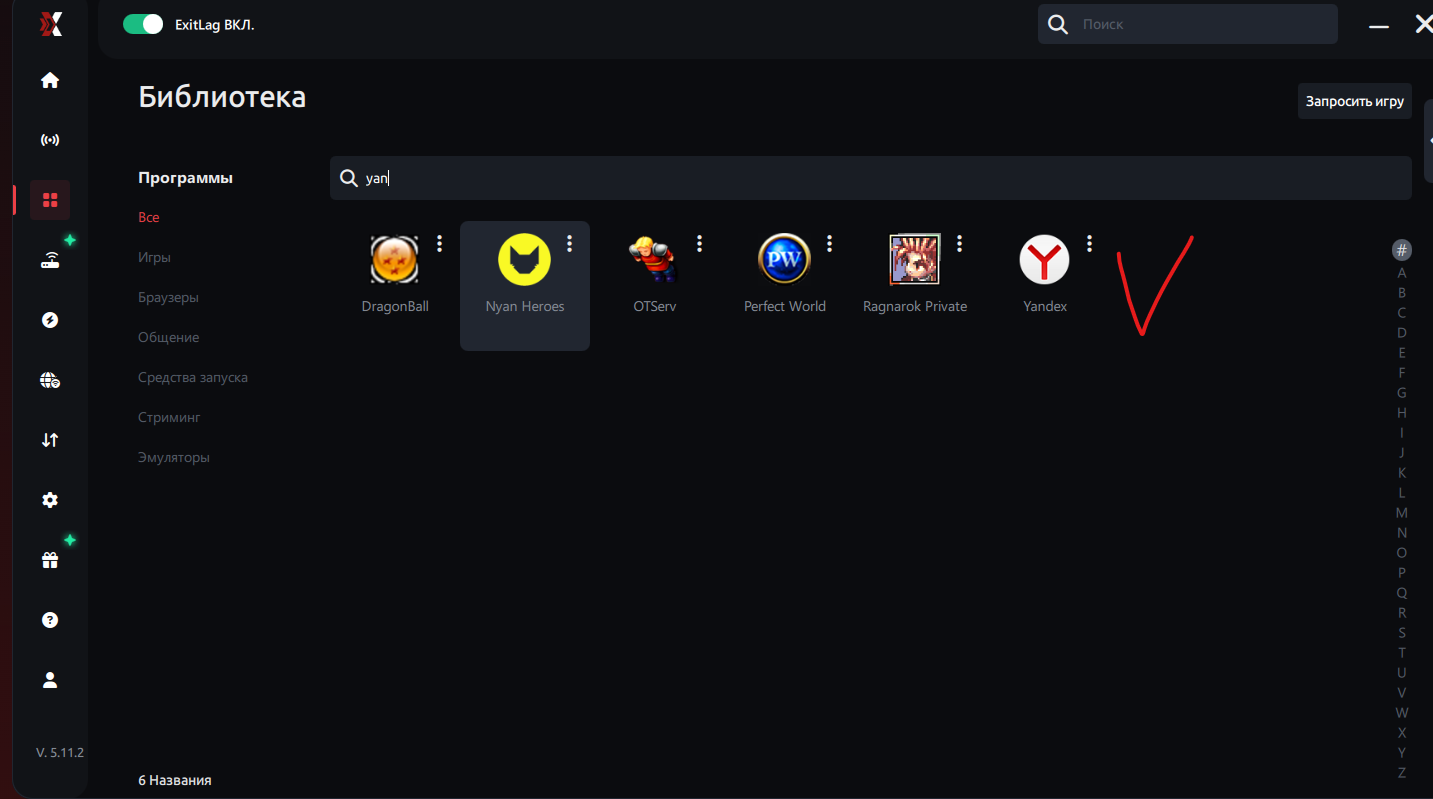 ExitLag ВКЛ.
Поиск
Библиотека
Запросить игру
Программы
yan
Все
Игры
Браузеры
Общение
Средства запуска
Стриминг
Эмуляторы
DragonBall
Nyan Heroes
OTServ
PW
Perfect World
Ragnarok Private
Yandex
#
A
B
C
D
E
F
G
H
I
J
K
L
M
N
O
P
Q
R
S
T
U
V
W
X
Y
Z
V. 5.11.2
6 Названия